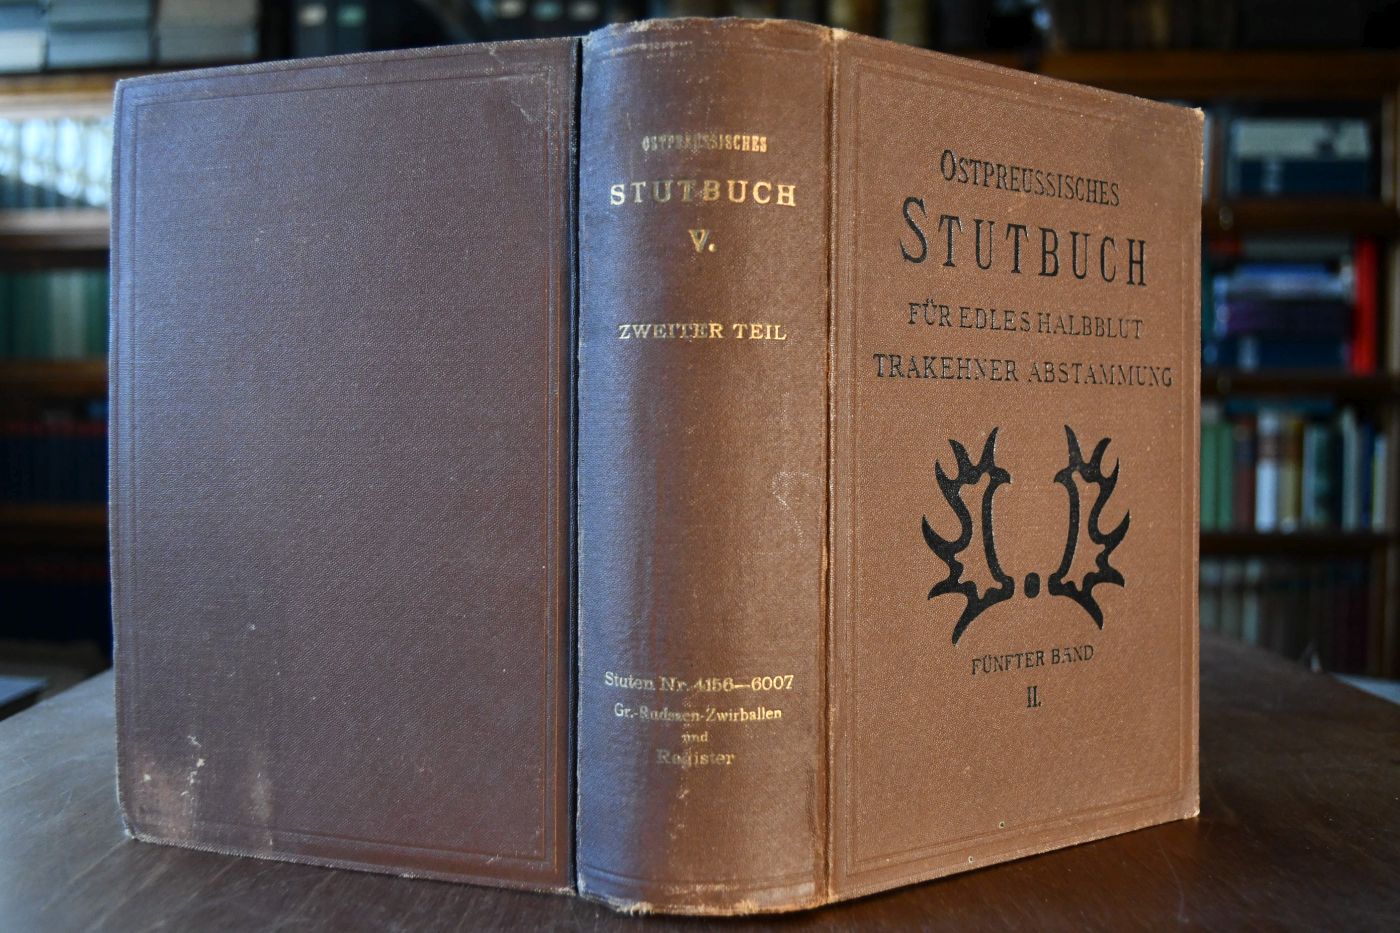 OSTPREUSSISCHES
STUTBUCH
V.
ZWEITER TEIL
Stuten Nr. 4156—6007
Gr.-Rudszen-Zwirballen
und
Register
OSTPREUSSISCHES
STUTBUCH
FÜR EDLES HALBBLUT
TRAKEHNER ABSTAMMUNG
FÜNFTER BAND
II.